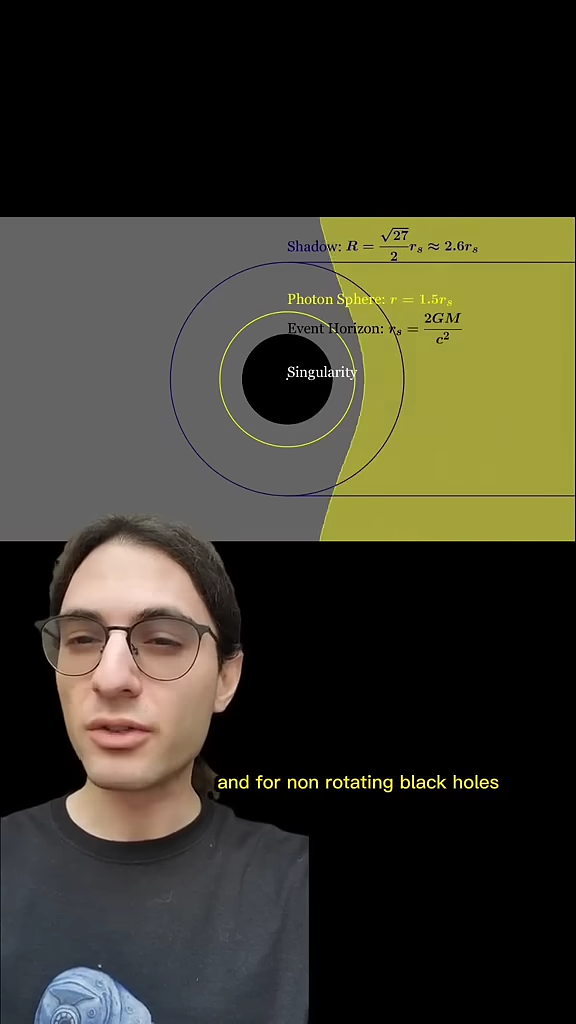 Shadow: R = √27/2 r_s ≈ 2.6r_s
Photon Sphere: r = 1.5r_s
Event Horizon: r_s = 2GM/c²
Singularity
and for non rotating black holes